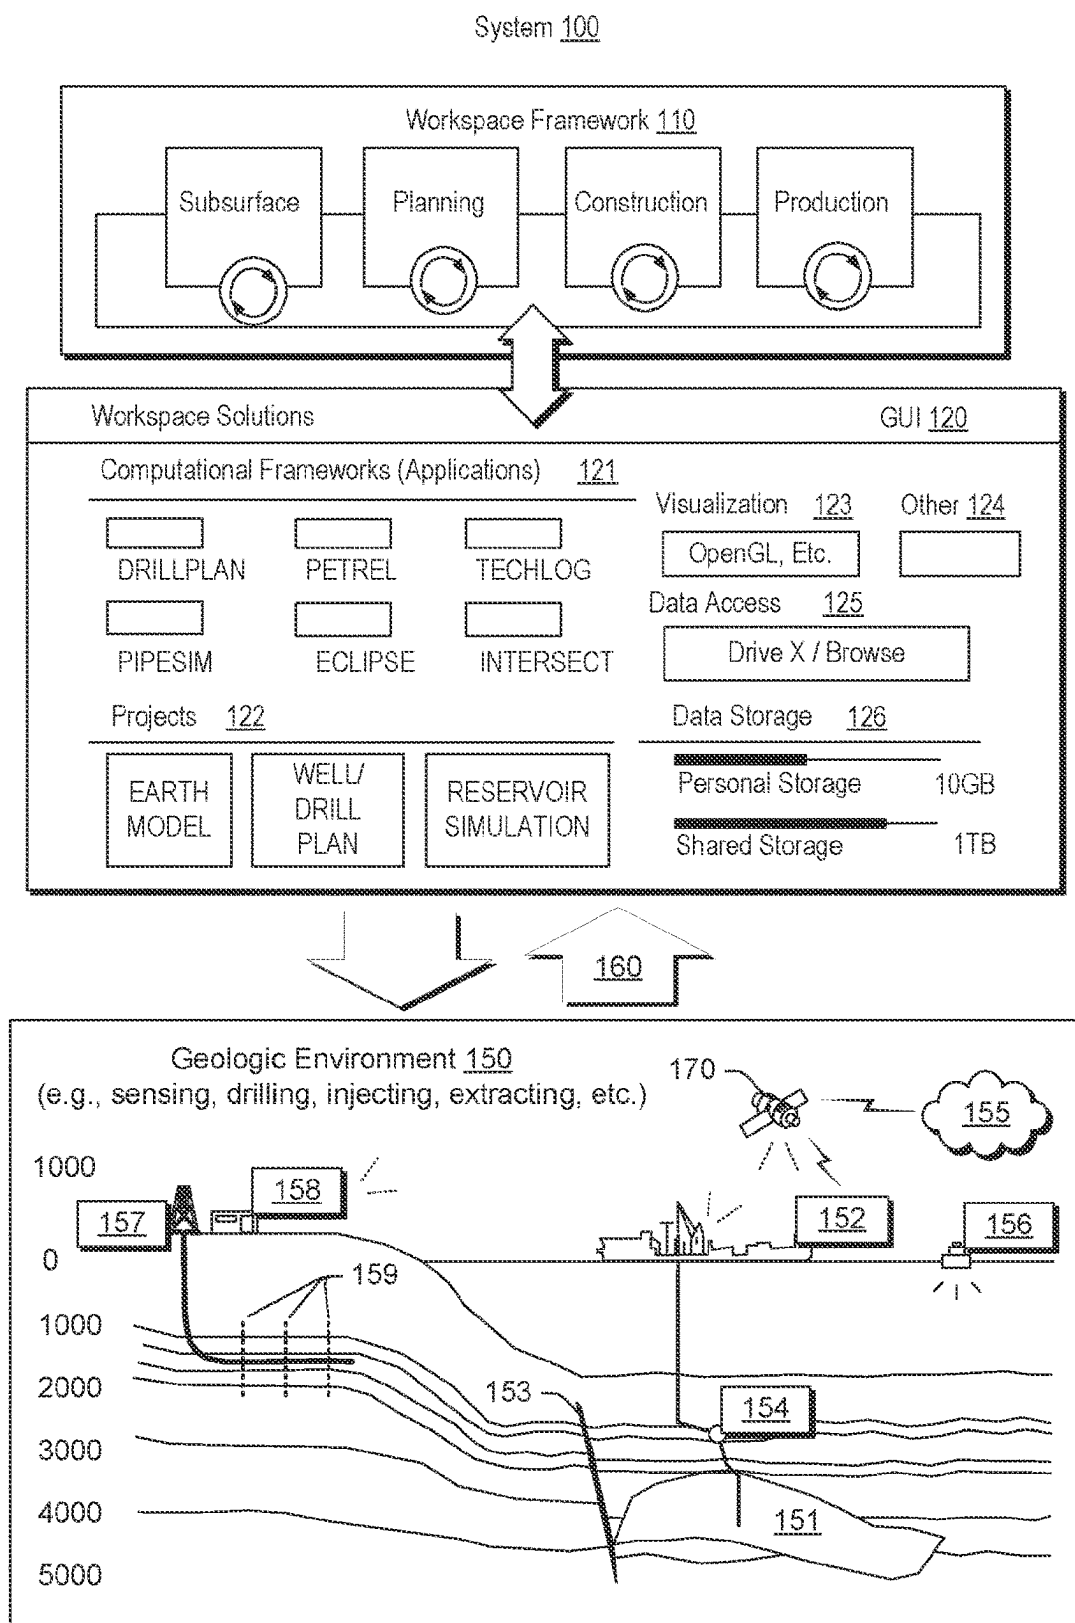 System 100
Workspace Framework 110
Subsurface Planning Construction Production
Workspace Solutions GUI 120
Computational Frameworks (Applications) 121
Visualization 123 Other 124
OpenGL, Etc.
DRILLPLAN PETREL TECHLOG
Data Access 125
Drive X / Browse
PIPESIM ECLIPSE INTERSECT
Projects 122
Data Storage 126
EARTH MODEL
WELL/ DRILL PLAN
RESERVOIR SIMULATION
Personal Storage 10GB
Shared Storage 1TB
160
Geologic Environment 150
(e.g., sensing, drilling, injecting, extracting, etc.)
170
155
1000
158
157
152
156
0
159
1000
2000
153
154
3000
4000
151
5000